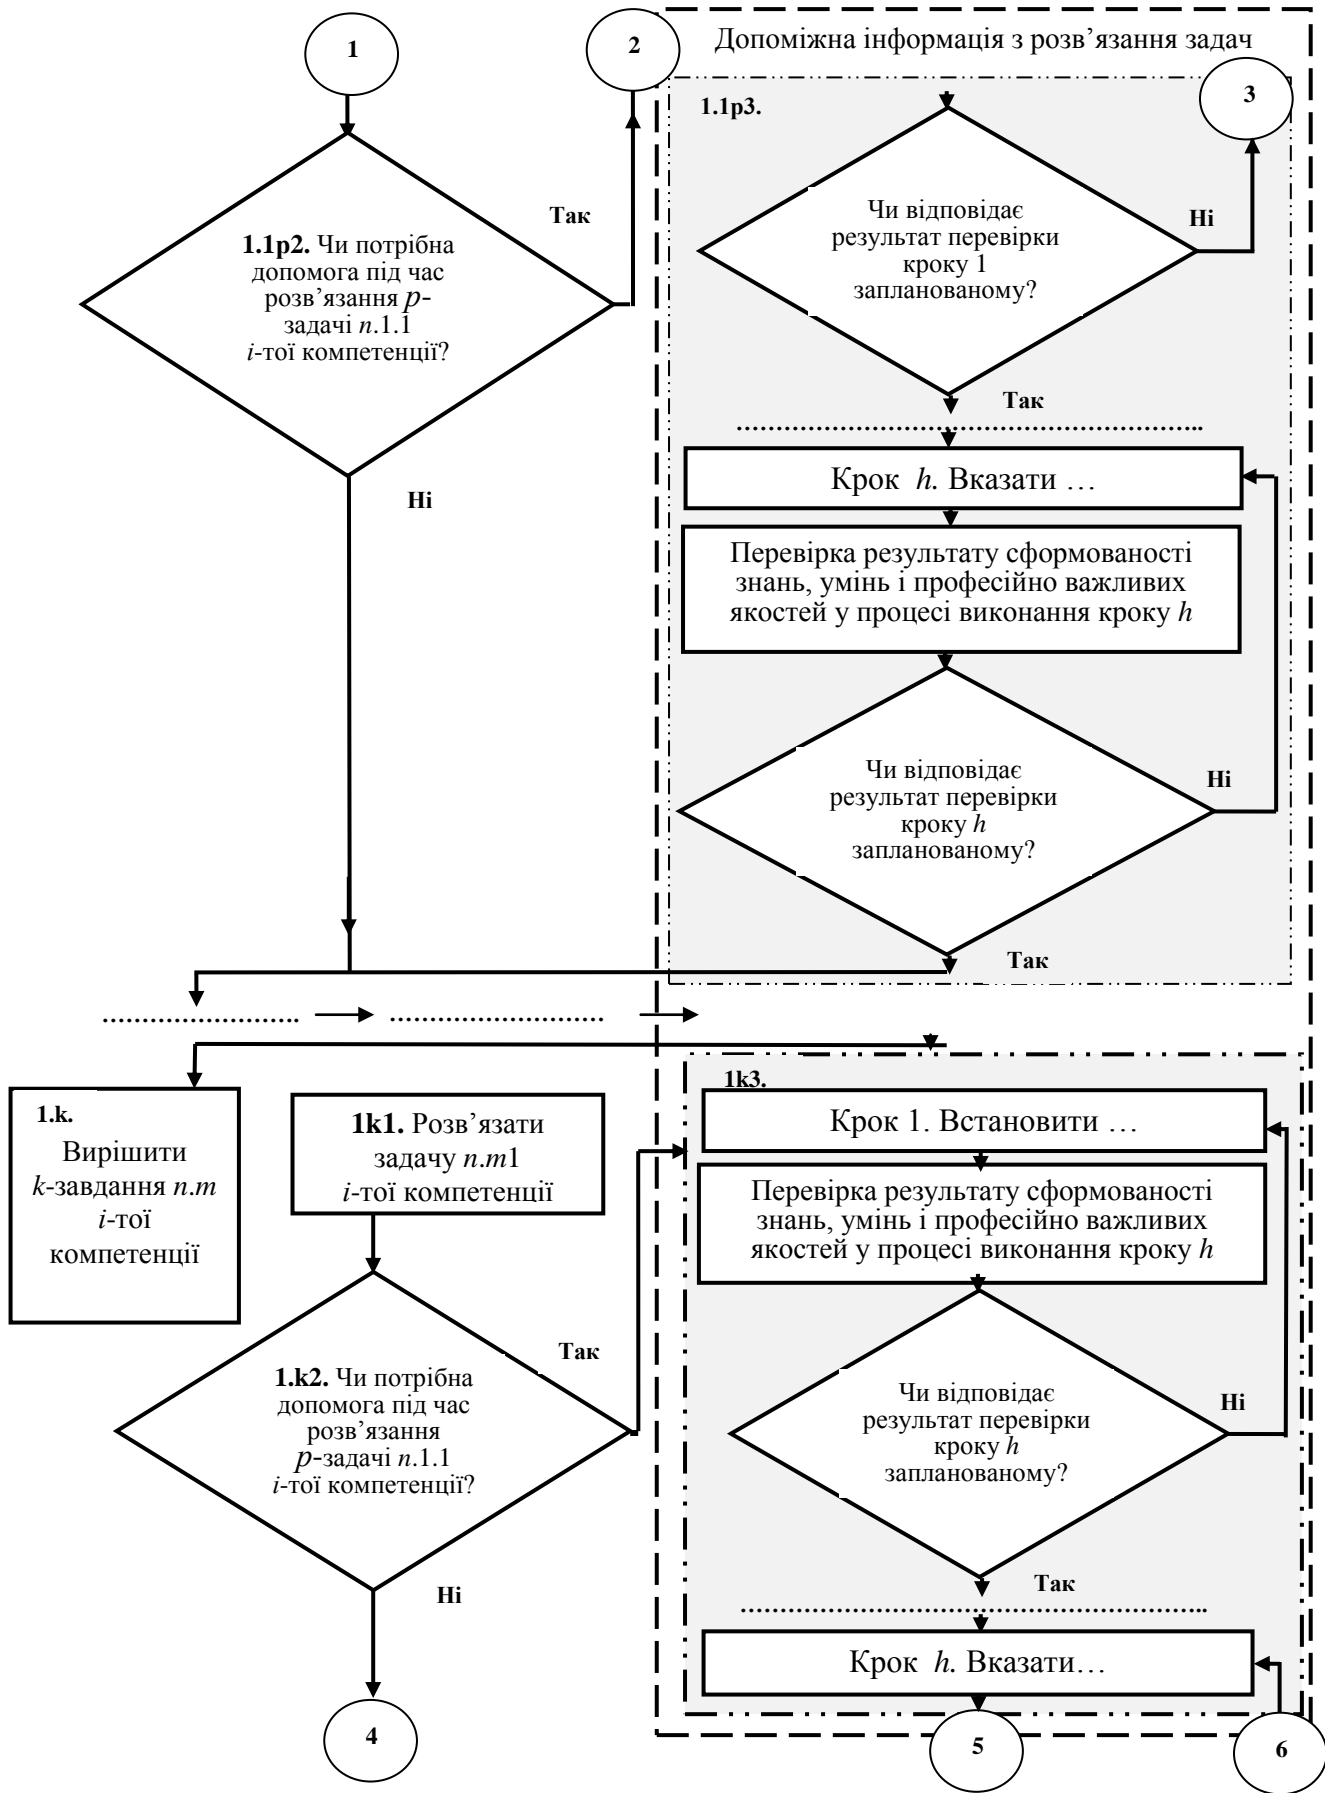 1
2
Допоміжна інформація з розв’язання задач
3
1.1p3.
Чи відповідає
результат перевірки
кроку 1
запланованому?
Ні
Так
1.1p2. Чи потрібна
допомога під час
розв’язання p-
задачі n.1.1
і-тої компетенції?
Так
Ні
Крок h. Вказати …
Перевірка результату сформованості
знань, умінь і професійно важливих
якостей у процесі виконання кроку h
Чи відповідає
результат перевірки
кроку h
запланованому?
Ні
Так
1.k.
Вирішити
k-завдання n.m
і-тої
компетенції
1k1. Розв’язати
задачу n.m1
і-тої компетенції
1k3.
Крок 1. Встановити …
Перевірка результату сформованості
знань, умінь і професійно важливих
якостей у процесі виконання кроку h
1.k2. Чи потрібна
допомога під час
розв’язання
p-задачі n.1.1
і-тої компетенції?
Так
Ні
Чи відповідає
результат перевірки
кроку h
запланованому?
Ні
Так
Крок h. Вказати…
4
5
6